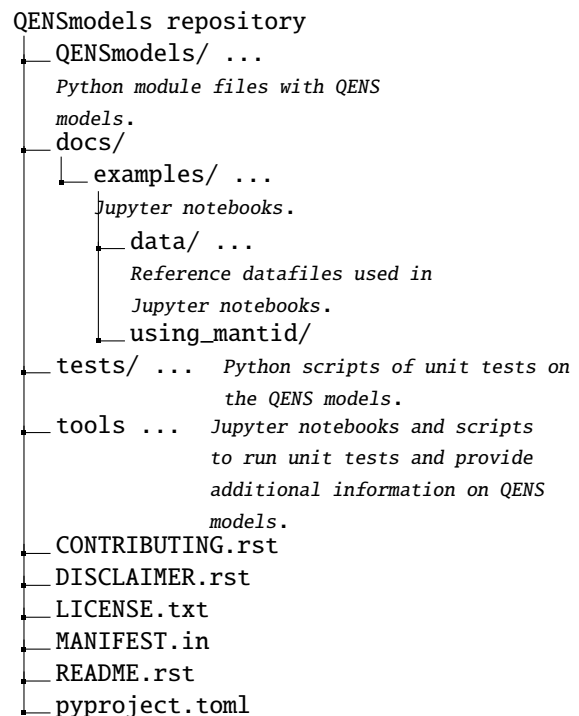 QENSmodels repository
QENSmodels/ ...
Python module files with QENS
models.
docs/
examples/ ...
Jupyter notebooks.
data/ ...
Reference datafiles used in
Jupyter notebooks.
using_mantid/
tests/ ... Python scripts of unit tests on
the QENS models.
tools ... Jupyter notebooks and scripts
to run unit tests and provide
additional information on QENS
models.
CONTRIBUTING.rst
DISCLAIMER.rst
LICENSE.txt
MANIFEST.in
README.rst
pyproject.toml